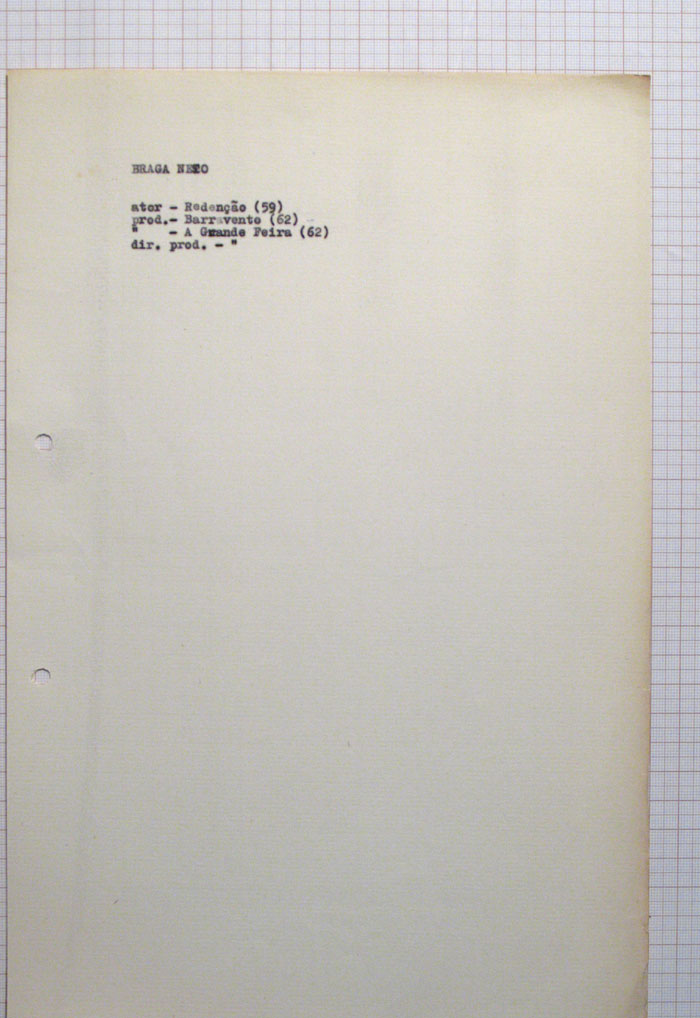 BRAGA NETO
ator - Redenção (59)
prod.- Barravento (62)
" - A Grande Feira (62)
dir. prod. - "